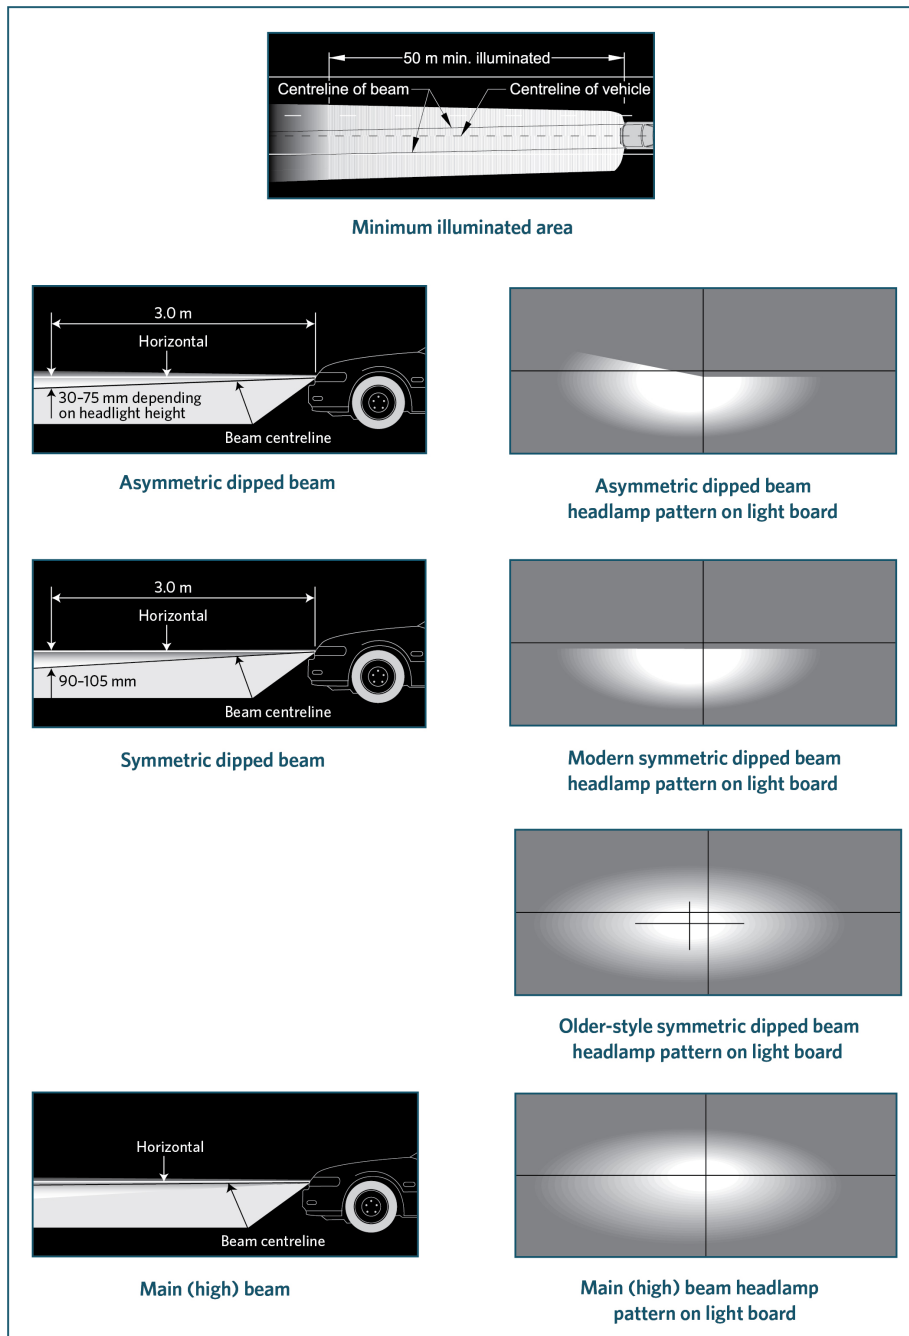 50 m min. illuminated
Centreline of beam
Centreline of vehicle
Minimum illuminated area
3.0 m
Horizontal
30–75 mm depending
on headlight height
Beam centreline
Asymmetric dipped beam
Asymmetric dipped beam
headlamp pattern on light board
3.0 m
Horizontal
90–105 mm
Beam centreline
Symmetric dipped beam
Modern symmetric dipped beam
headlamp pattern on light board
Older-style symmetric dipped beam
headlamp pattern on light board
Horizontal
Beam centreline
Main (high) beam
Main (high) beam headlamp
pattern on light board